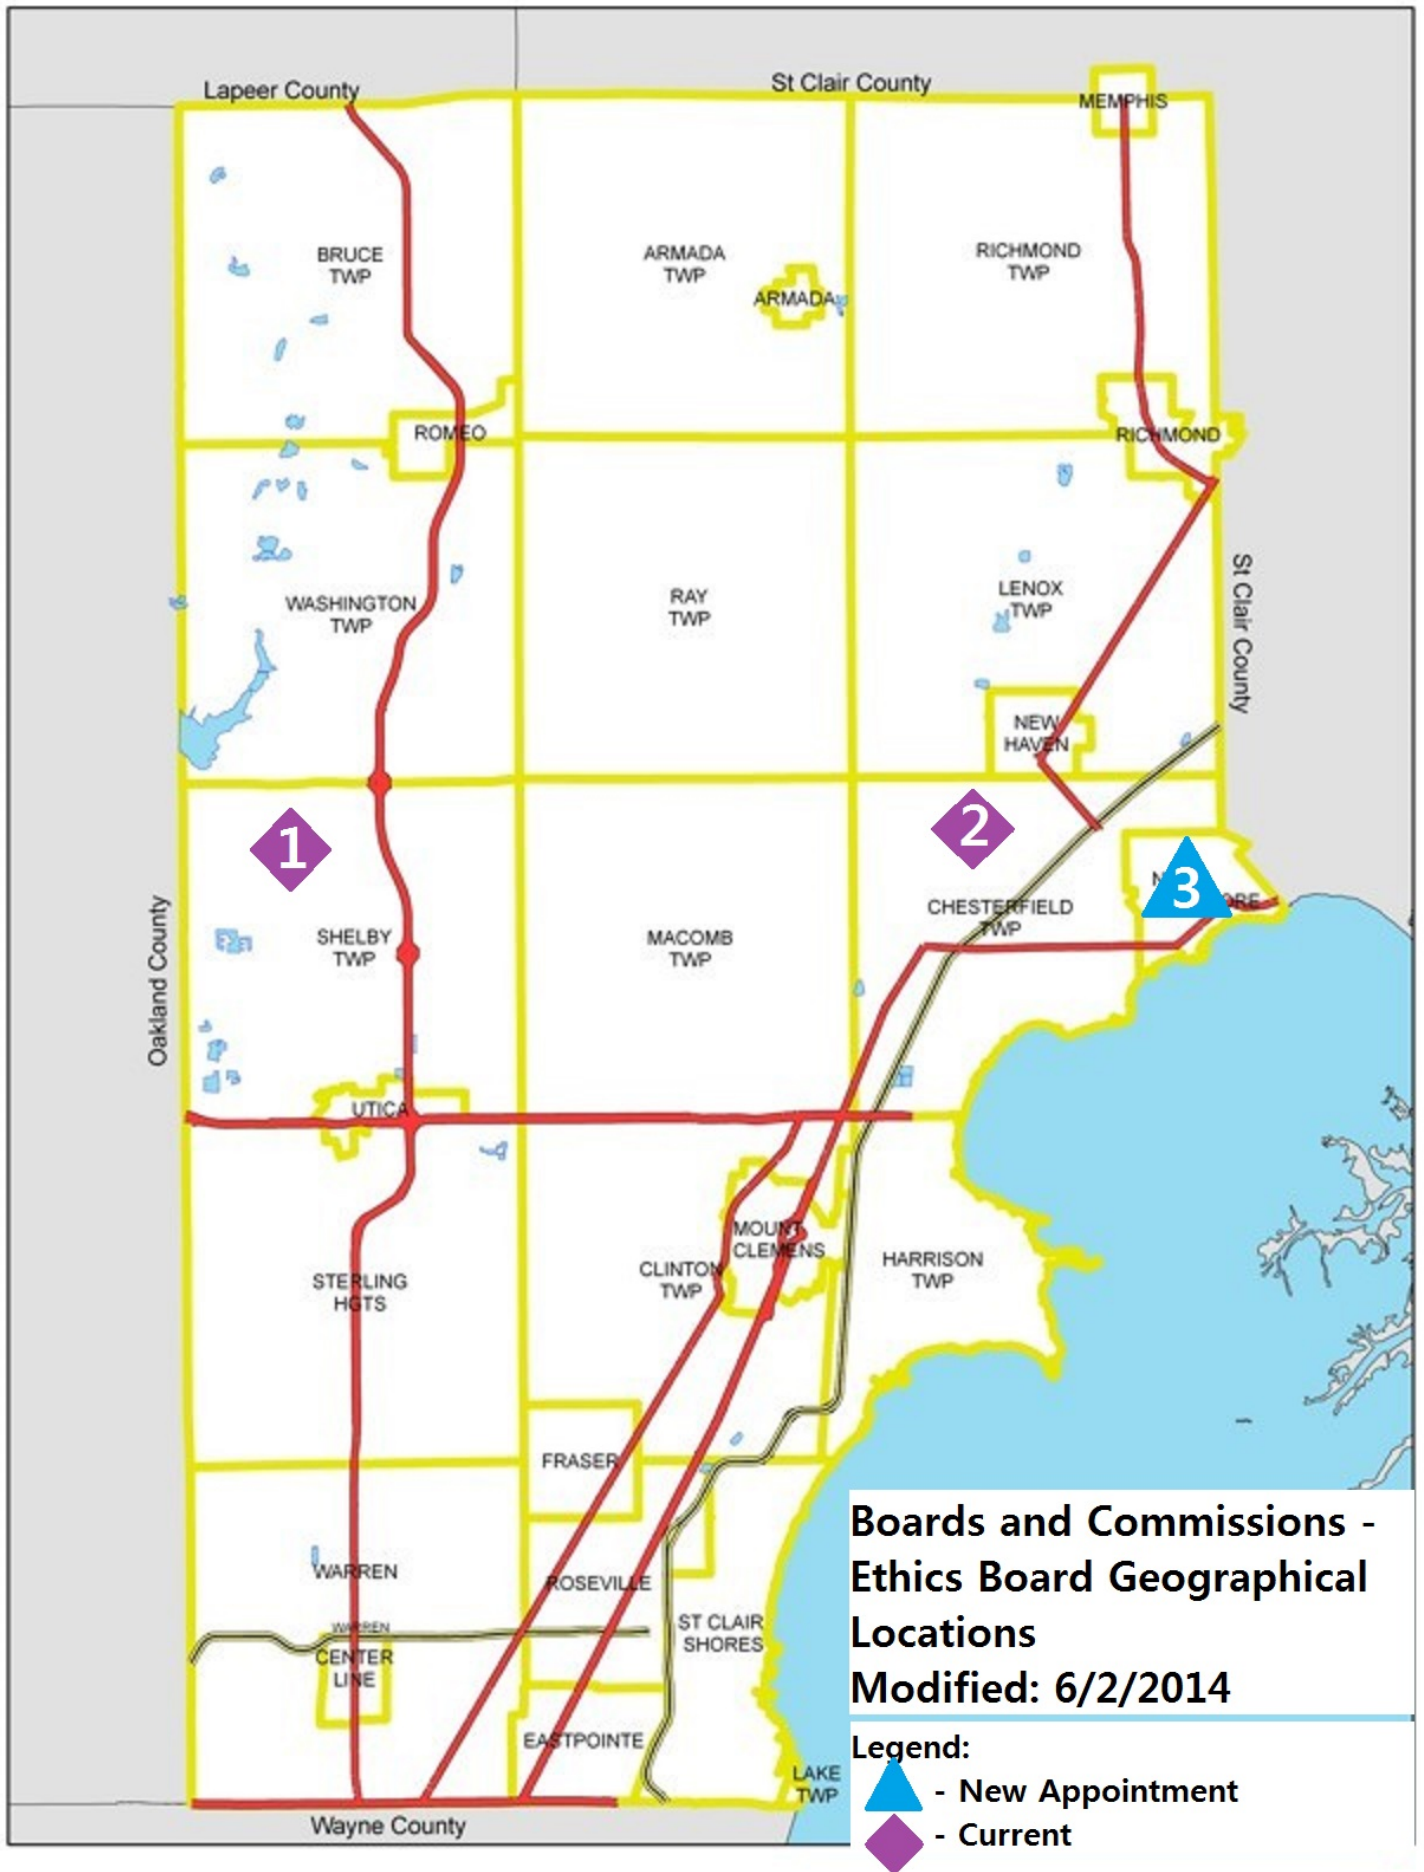 Lapeer County
St Clair County
MEMPHIS
BRUCE
TWP
ARMADA
TWP
ARMADA
RICHMOND
TWP
ROMEO
RICHMOND
WASHINGTON
TWP
RAY
TWP
LENOX
TWP
St Clair County
NEW
HAVEN
1
2
3
Oakland County
SHELBY
TWP
MACOMB
TWP
CHESTERFIELD
TWP
UTICA
MOUNT
CLEMENS
STERLING
HGTS
CLINTON
TWP
HARRISON
TWP
FRASER
WARREN
ROSEVILLE
WARREN
CENTER
LINE
ST CLAIR
SHORES
EASTPOINTE
LAKE
TWP
Wayne County
Boards and Commissions -
Ethics Board Geographical
Locations
Modified: 6/2/2014
Legend:
- New Appointment
- Current